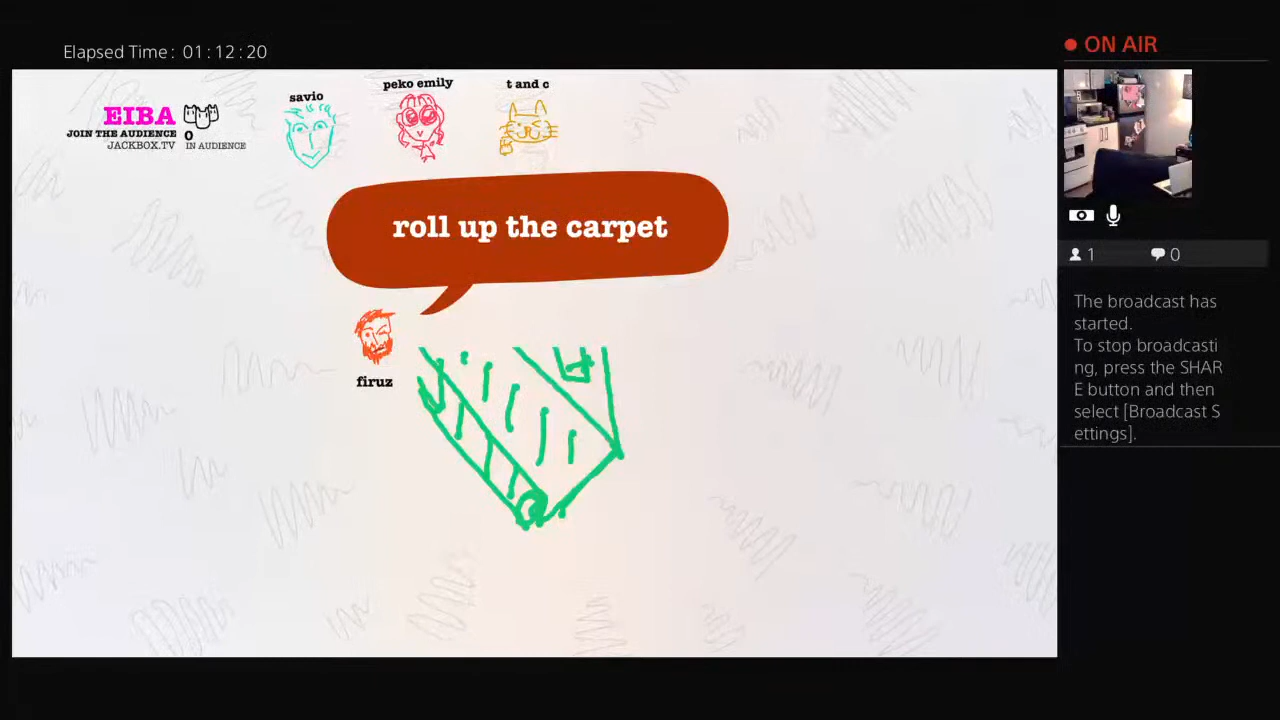 Elapsed Time: 01:12:20
ON AIR
EIBA
JOIN THE AUDIENCE
JACKBOX.TV
0
IN AUDIENCE
savio
peko emily
t and c
roll up the carpet
firuz
1
0
The broadcast has
started.
To stop broadcasti
ng, press the SHAR
E button and then
select [Broadcast S
ettings].